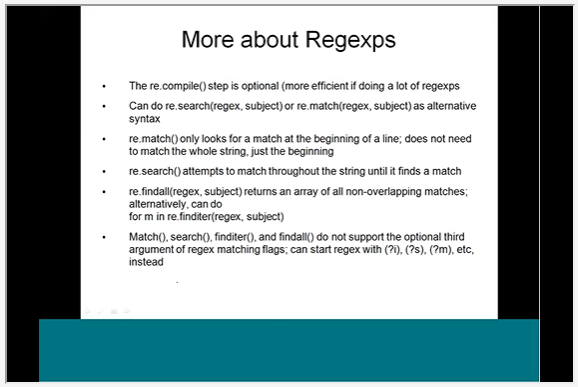 More about Regexps
• The re.compile() step is optional (more efficient if doing a lot of regexps
• Can do re.search(regex, subject) or re.match(regex, subject) as alternative
syntax
• re.match() only looks for a match at the beginning of a line; does not need
to match the whole string, just the beginning
• re.search() attempts to match throughout the string until it finds a match
• re.findall(regex, subject) returns an array of all non-overlapping matches;
alternatively, can do
for m in re.finditer(regex, subject)
• Match(), search(), finditer(), and findall() do not support the optional third
argument of regex matching flags; can start regex with (?i), (?s), (?m), etc,
instead